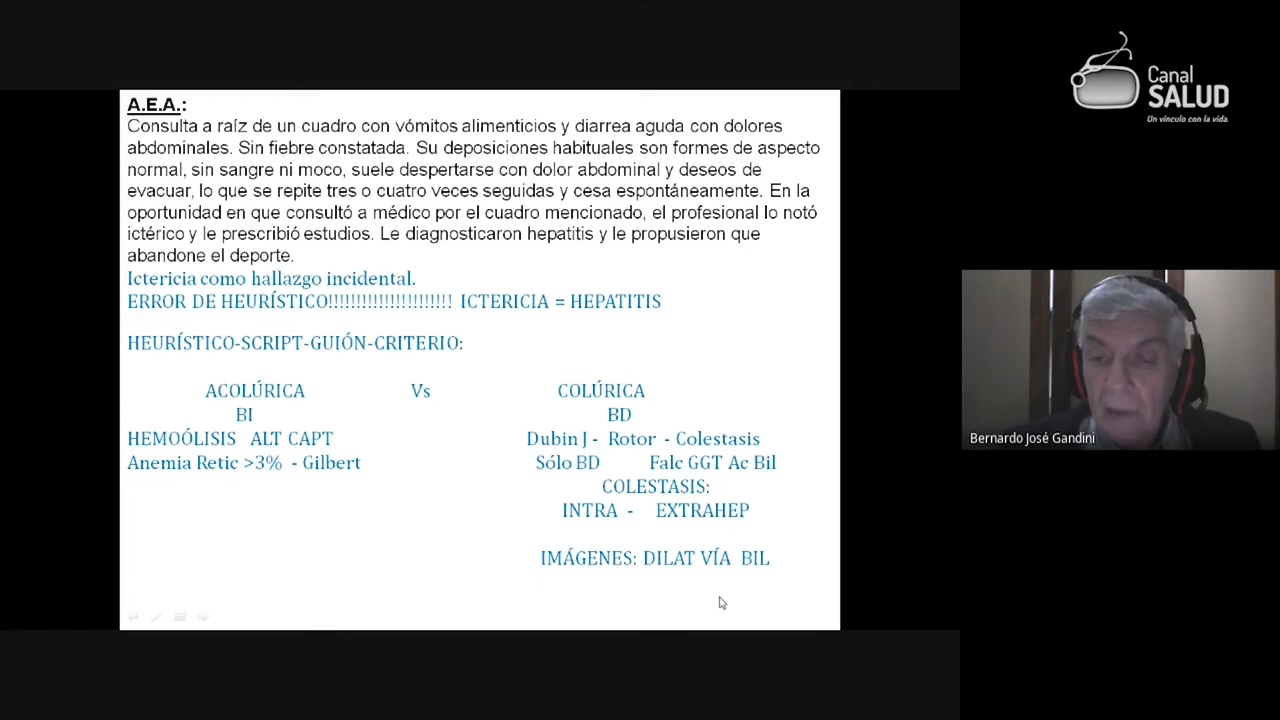 A.E.A.:
Consulta a raíz de un cuadro con vómitos alimenticios y diarrea aguda con dolores
abdominales. Sin fiebre constatada. Su deposiciones habituales son formes de aspecto
normal, sin sangre ni moco, suele despertarse con dolor abdominal y deseos de
evacuar, lo que se repite tres o cuatro veces seguidas y cesa espontáneamente. En la
oportunidad en que consultó a médico por el cuadro mencionado, el profesional lo notó
ictérico y le prescribió estudios. Le diagnosticaron hepatitis y le propusieron que
abandone el deporte.
Ictericia como hallazgo incidental.
ERROR DE HEURÍSTICO!!!!!!!!!!!!!!!!!!!!!!! ICTERICIA = HEPATITIS
HEURÍSTICO-SCRIPT-GUIÓN-CRITERIO:
ACOLÚRICA Vs COLÚRICA
BI BD
HEMOÓLISIS ALT CAPT Dubin J - Rotor - Colestasis
Anemia Retic >3% - Gilbert Sólo BD Falc GGT Ac Bil
COLESTASIS:
INTRA - EXTRAHEP
IMÁGENES: DILAT VÍA BIL
Canal
SALUD
Un vínculo con la vida.
Bernardo José Gandini